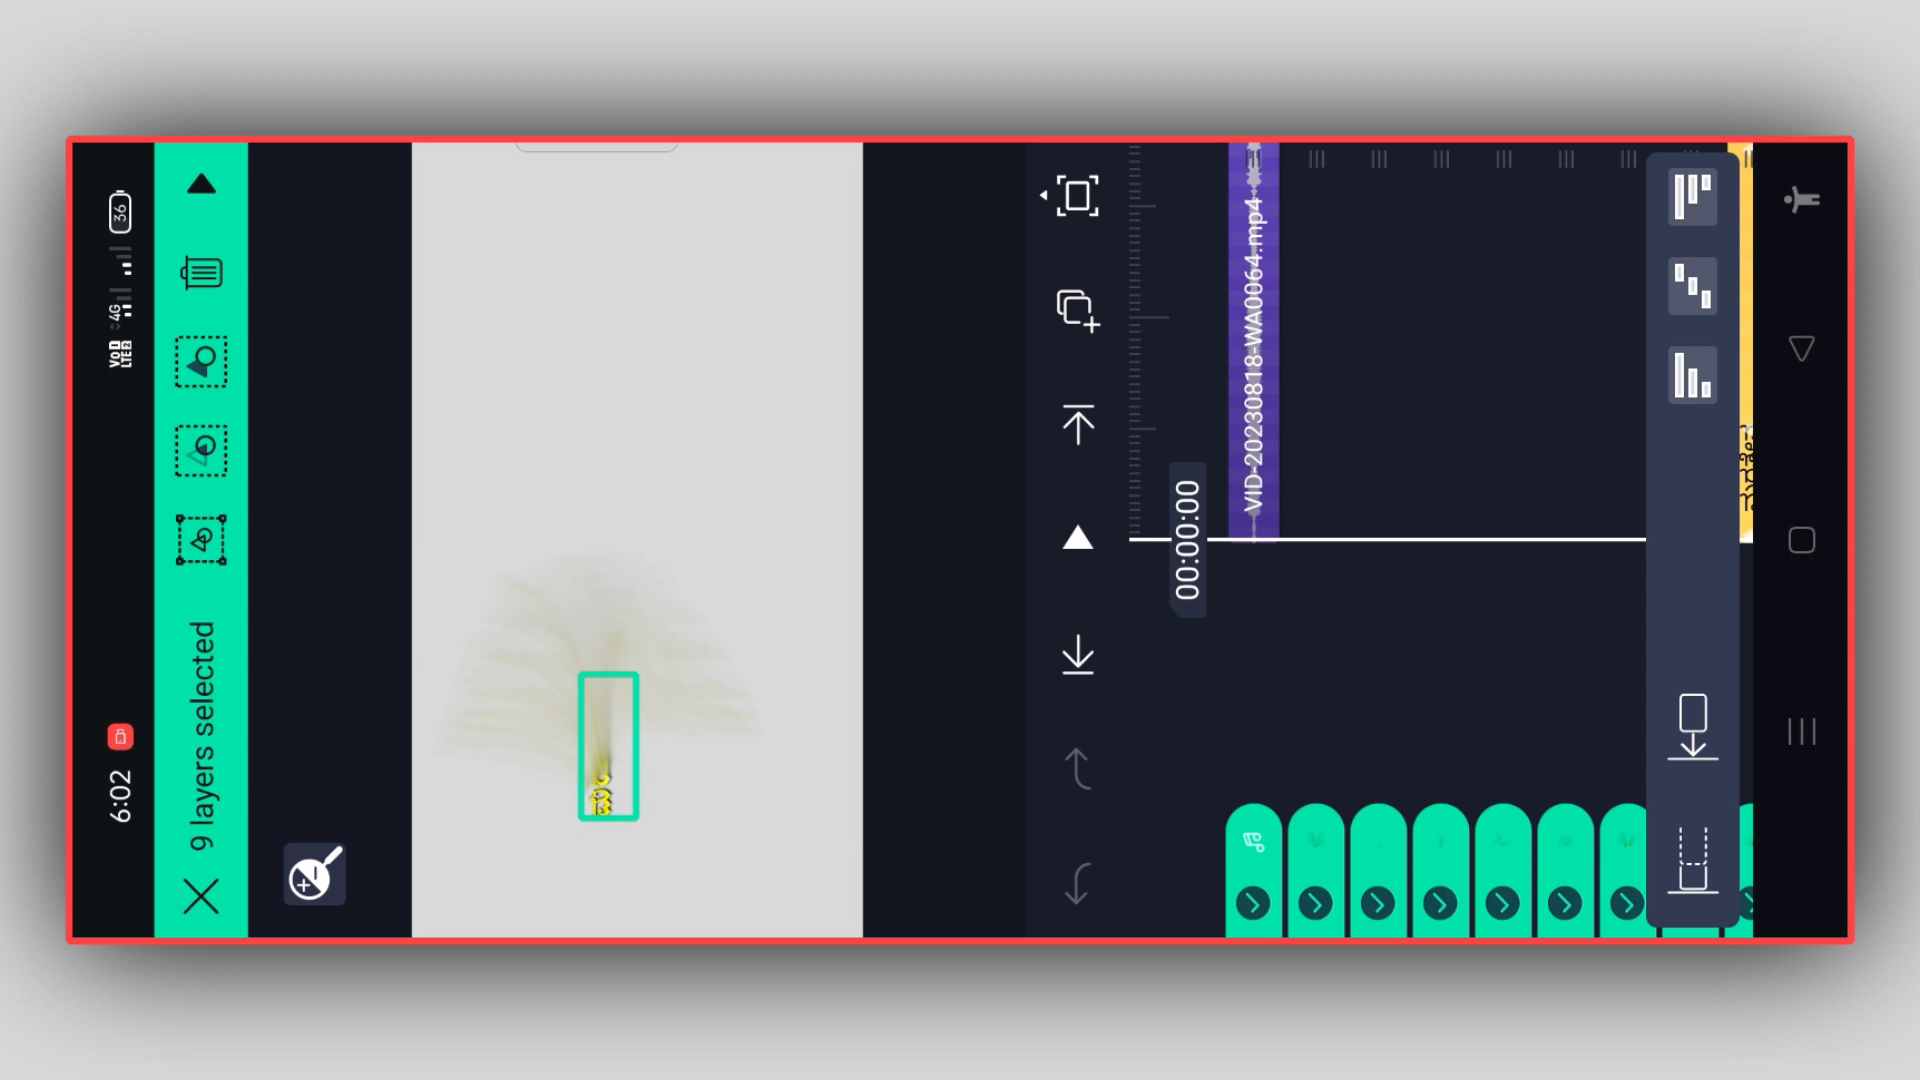 6:02
4G
VoLTE
36
9 layers selected
00:00:00
VID-20230818-WA0064.mp4